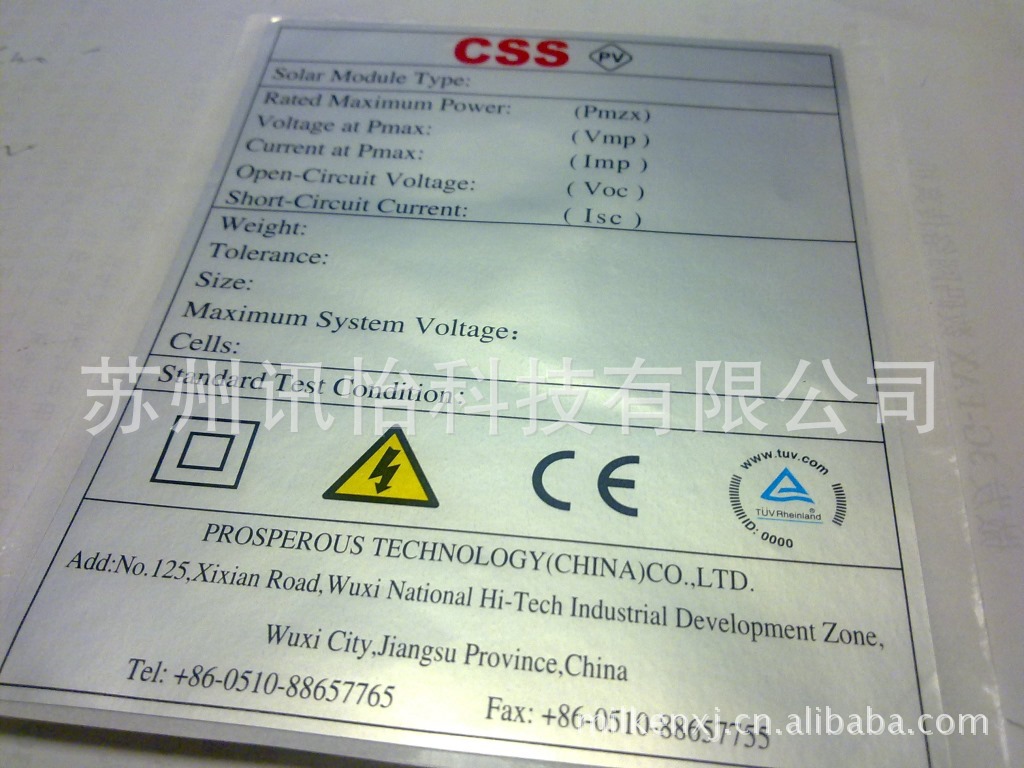 CSS PV
Solar Module Type:
Rated Maximum Power: (Pmzx)
Voltage at Pmax: (Vmp)
Current at Pmax: (Imp)
Open-Circuit Voltage: (Voc)
Short-Circuit Current: (Isc)
Weight:
Tolerance:
Size:
Maximum System Voltage:
Cells:
Standard Test Condition:
苏州讯怡科技有限公司
CE
www.tuv.com
TÜVRheinland ®
ID: 0000
PROSPEROUS TECHNOLOGY(CHINA)CO.,LTD.
Add:No.125,Xixian Road,Wuxi National Hi-Tech Industrial Development Zone,
Wuxi City,Jiangsu Province,China
Tel: +86-0510-88657765
Fax: +86-0510-88657755
.cn.alibaba.com